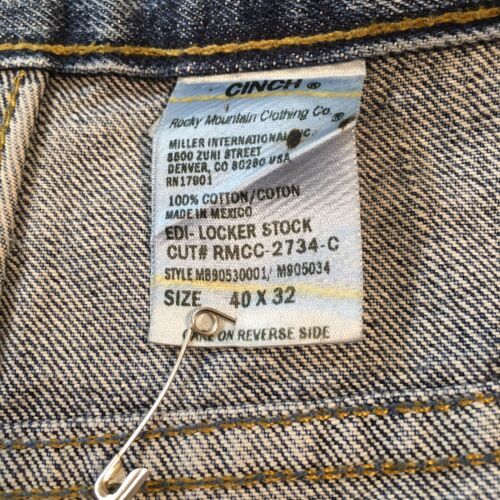 CINCH ®
Rocky Mountain Clothing Co. ®
MILLER INTERNATIONAL INC.
8500 ZUNI STREET
DENVER, CO 80260 USA
RN17901
100% COTTON/COTON
MADE IN MEXICO
EDI- LOCKER STOCK
CUT# RMCC-2734-C
STYLE MB90530001/ M905034
SIZE 40 X 32
CARE ON REVERSE SIDE